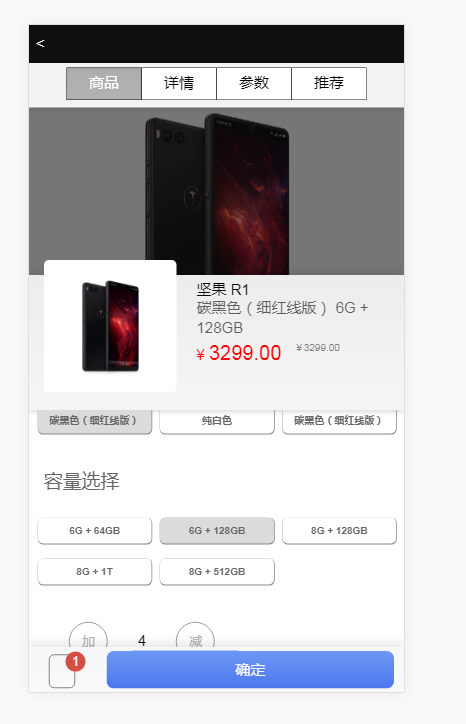 <
商品 详情 参数 推荐
坚果 R1
碳黑色（细红线版） 6G +
128GB
¥ 3299.00 ¥ 3299.00
碳黑色（细红线版） 纯白色 碳黑色（细红线版）
容量选择
6G + 64GB 6G + 128GB 8G + 128GB
8G + 1T 8G + 512GB
加 4 减
1 确定